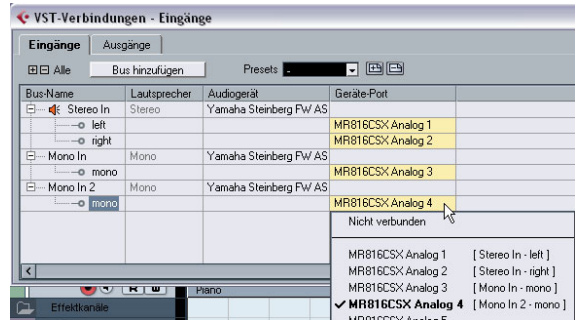 VST-Verbindungen - Eingänge
Eingänge Ausgänge
Alle Bus hinzufügen Presets -
Bus-Name Lautsprecher Audiogerät Geräte-Port
Stereo In Stereo Yamaha Steinberg FW AS
left MR816CSX Analog 1
right MR816CSX Analog 2
Mono In Mono Yamaha Steinberg FW AS
mono MR816CSX Analog 3
Mono In 2 Mono Yamaha Steinberg FW AS
mono MR816CSX Analog 4
Nicht verbunden
MR816CSX Analog 1 [ Stereo In - left ]
MR816CSX Analog 2 [ Stereo In - right ]
MR816CSX Analog 3 [ Mono In - mono ]
✓ MR816CSX Analog 4 [ Mono In 2 - mono ]
MR816CSX Analog 5
R W Piano
Effektkanäle